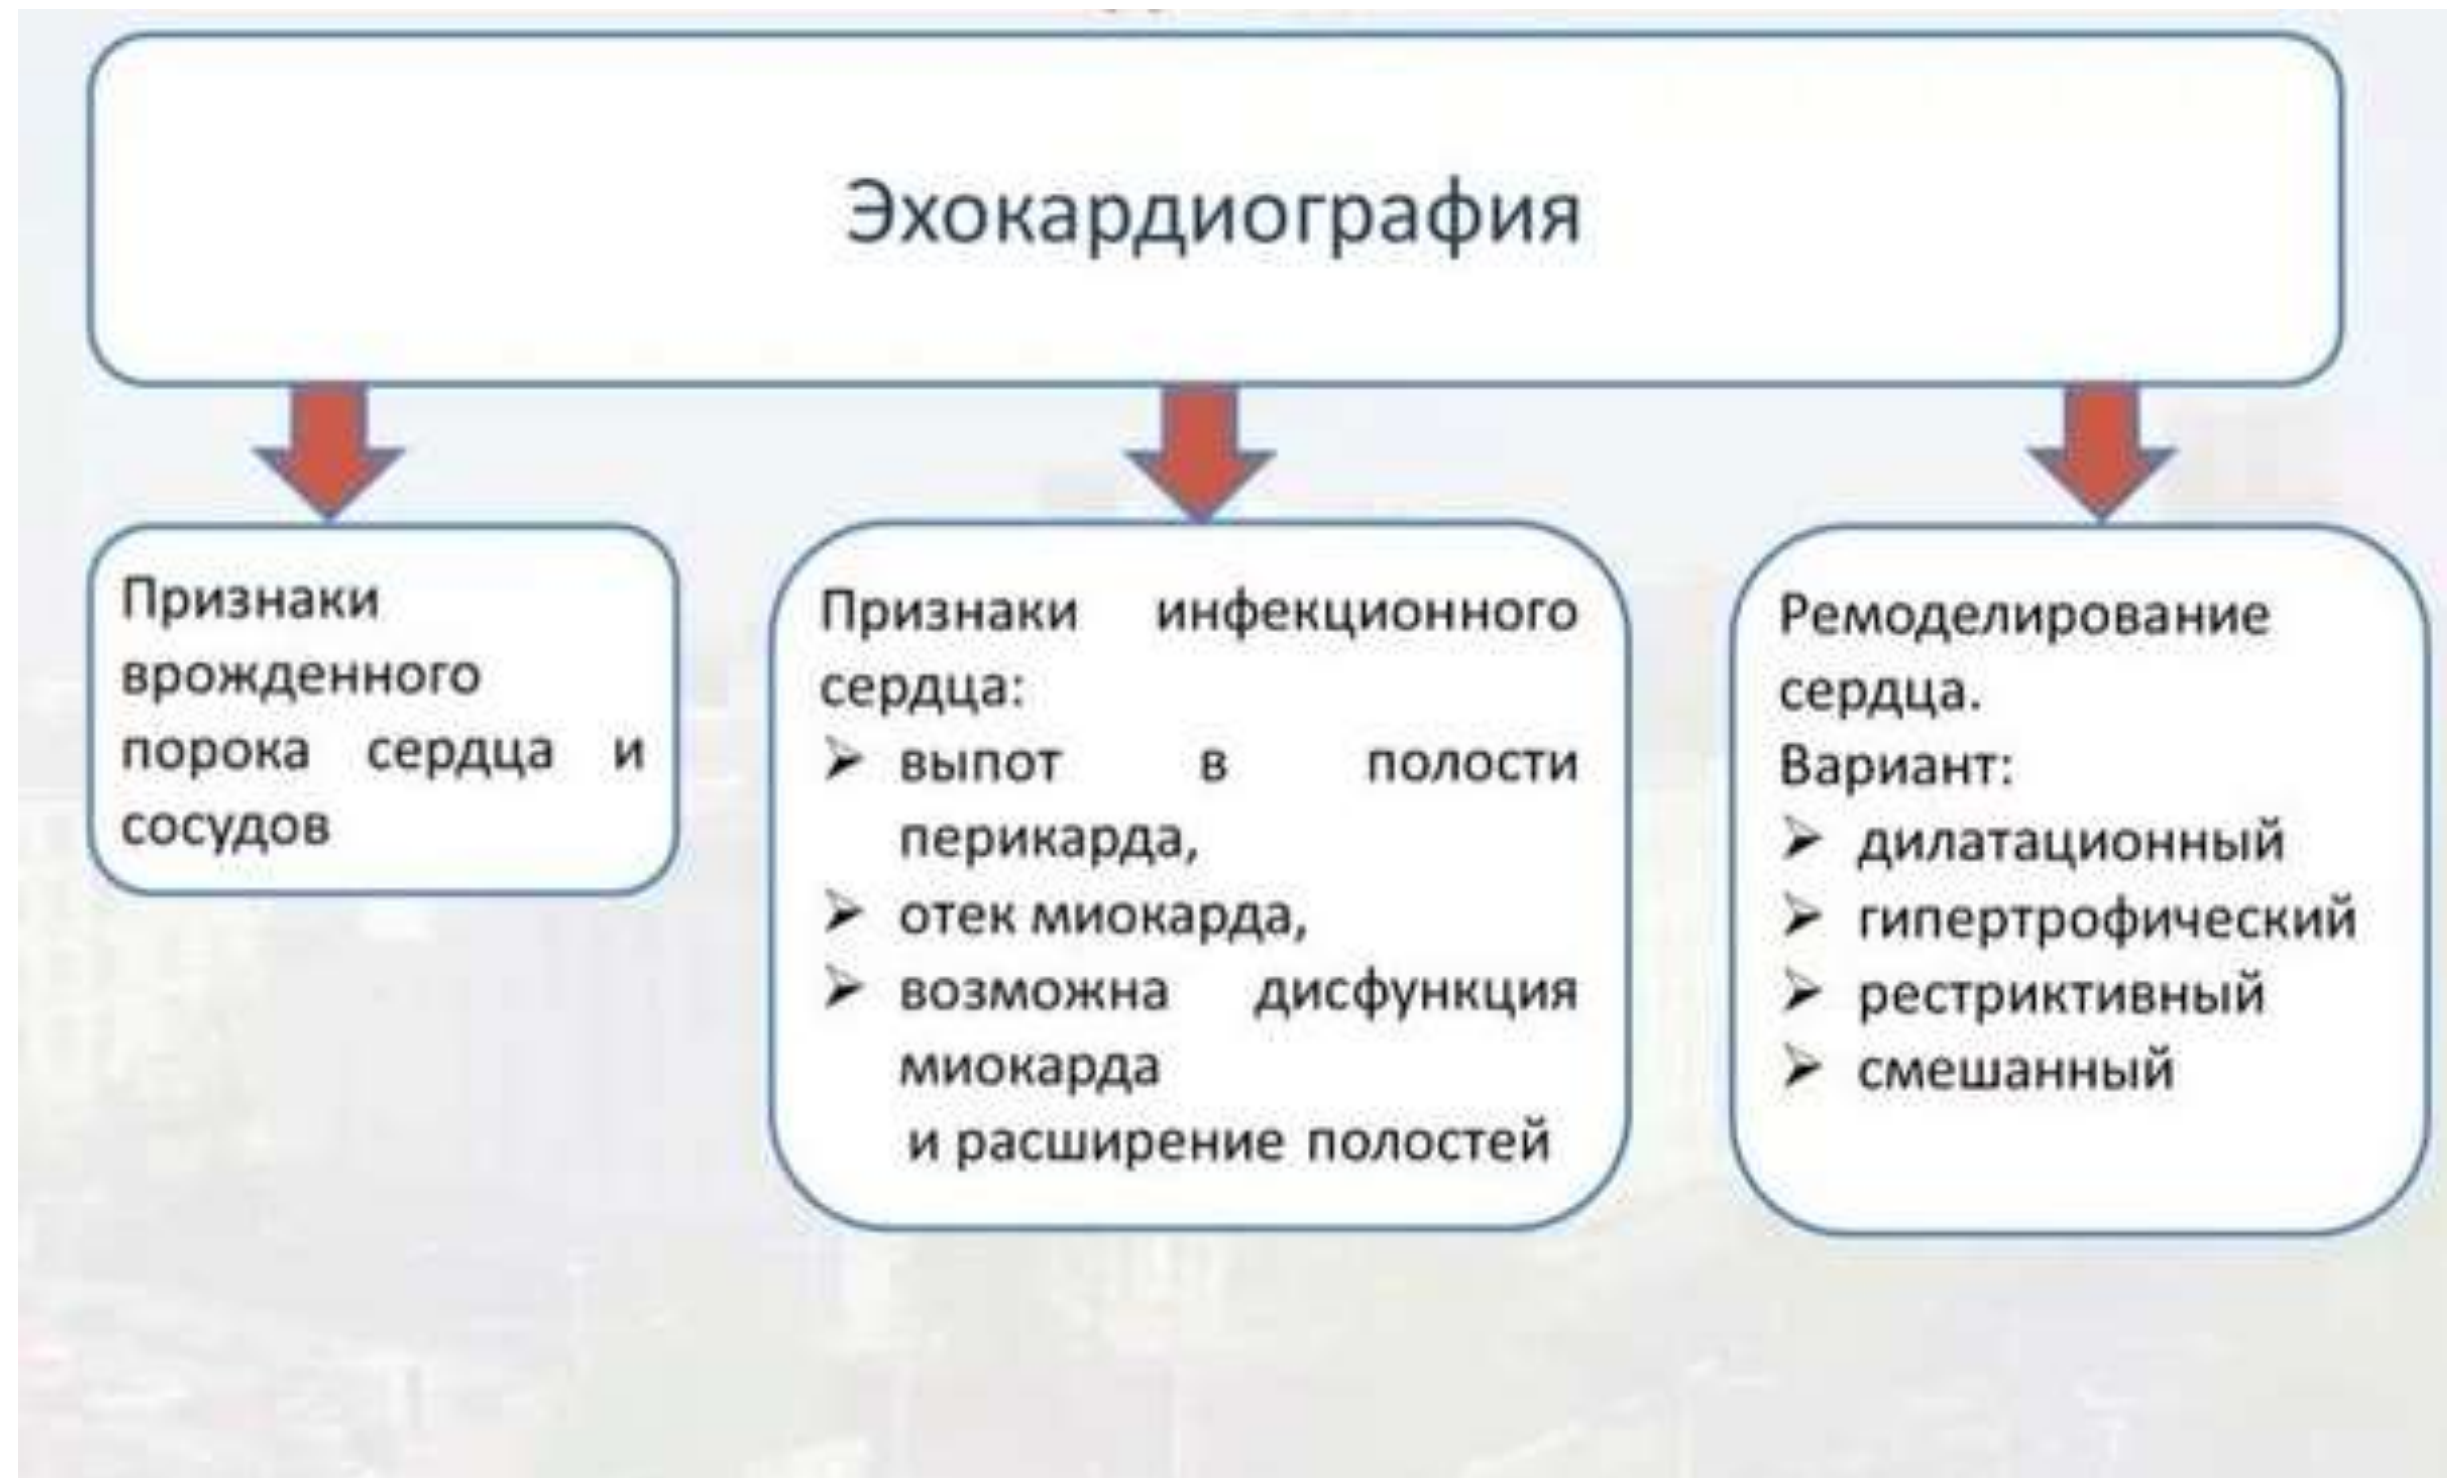 Эхокардиография
Признаки
врожденного
порока сердца и
сосудов
Признаки инфекционного
сердца:
➢ выпот в полости
перикарда,
➢ отек миокарда,
➢ возможна дисфункция
миокарда
и расширение полостей
Ремоделирование
сердца.
Вариант:
➢ дилатационный
➢ гипертрофический
➢ рестриктивный
➢ смешанный